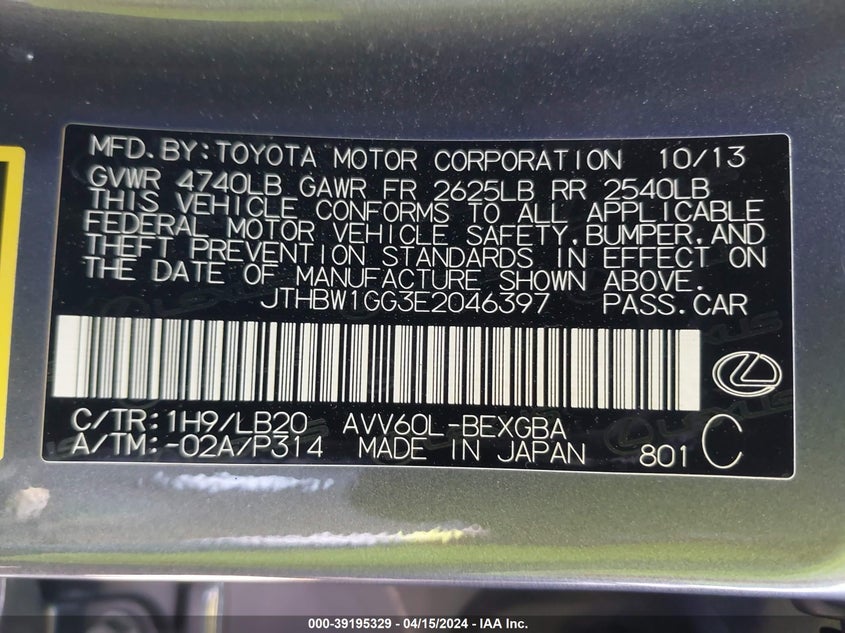 MFD.BY:TOYOTA MOTOR CORPORATION 10/13
GVWR 4740LB GAWR FR 2625LB RR 2540LB
THIS VEHICLE CONFORMS TO ALL APPLICABLE
FEDERAL MOTOR VEHICLE SAFETY,BUMPER,AND
THEFT PREVENTION STANDARDS IN EFFECT ON
THE DATE OF MANUFACTURE SHOWN ABOVE.
JTHBW1GG3E2046397 PASS.CAR
C/TR:1H9/LB20 AVV60L-BEXGBA
A/TM:-02A/P314 MADE IN JAPAN 801 C
000-39195329 - 04/15/2024 - IAA Inc.